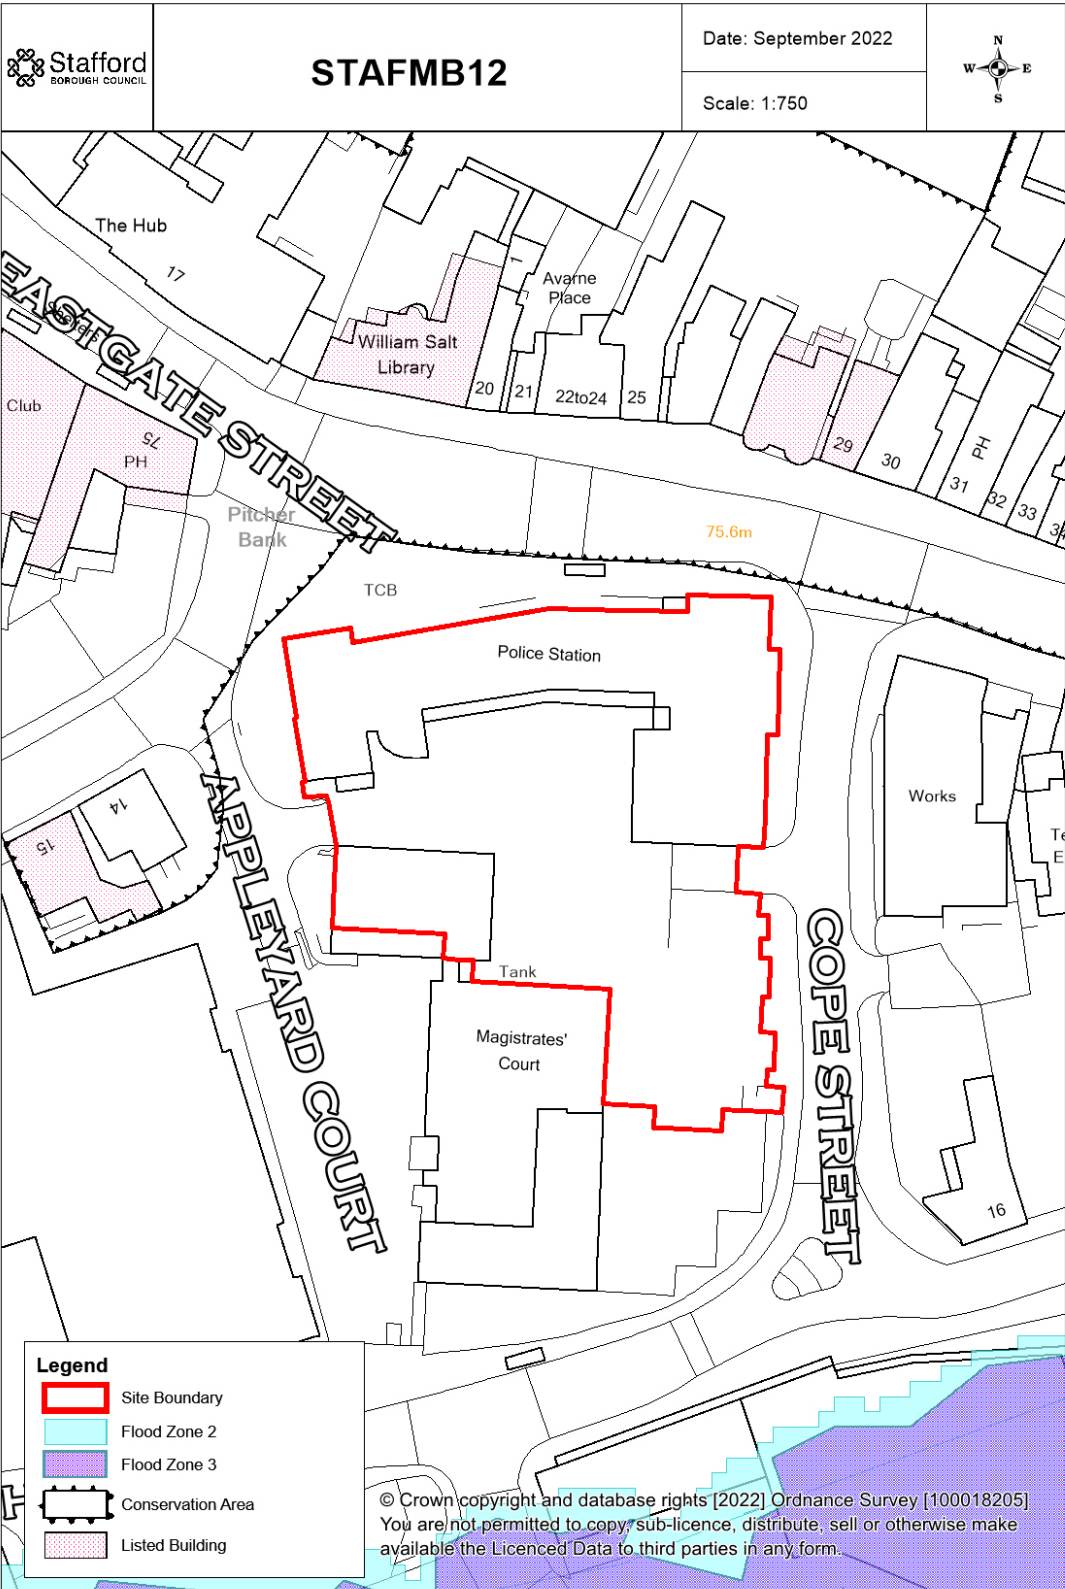 Stafford
BOROUGH COUNCIL
STAFMB12
Date: September 2022
Scale: 1:750
N
W E
S
The Hub
17
1
Avarne
Place
EASTGATE STREET
Shelters
William Salt
Library
20
21
22to24
25
Club
75
PH
29
30
31
PH
32
33
34
Pitcher
Bank
75.6m
TCB
Police Station
14
15
Works
APPLEYARD COURT
COPE STREET
Tank
Magistrates'
Court
16
Legend
Site Boundary
Flood Zone 2
Flood Zone 3
Conservation Area
Listed Building
© Crown copyright and database rights [2022] Ordnance Survey [100018205]
You are not permitted to copy, sub-licence, distribute, sell or otherwise make
available the Licenced Data to third parties in any form.